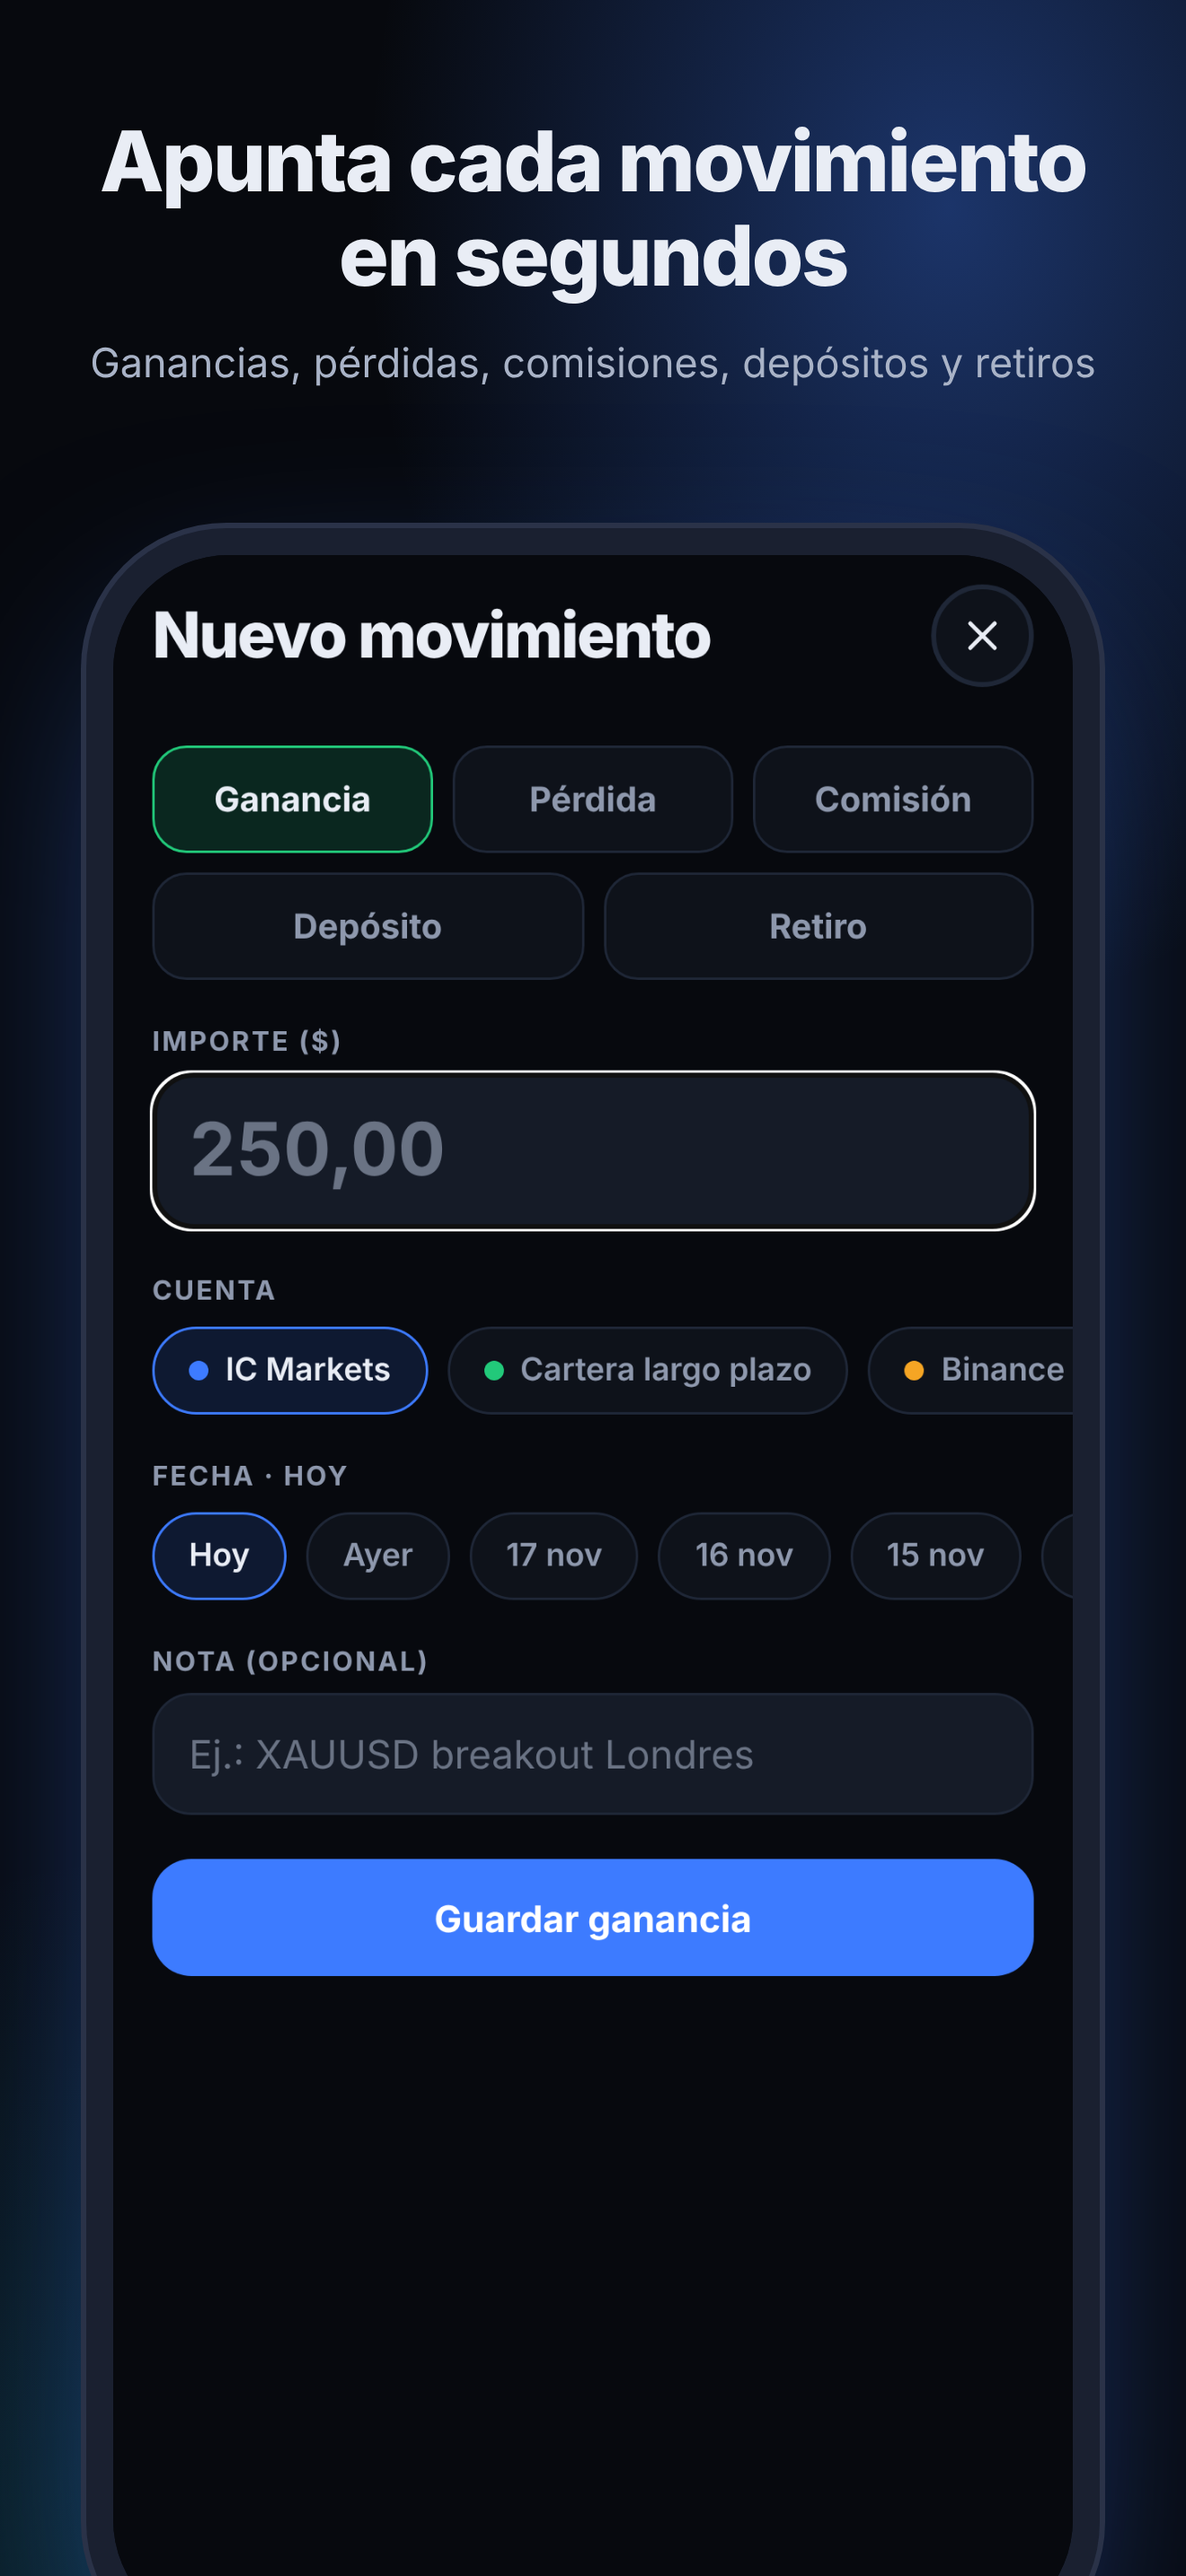 Apunta cada movimiento
en segundos
Ganancias, pérdidas, comisiones, depósitos y retiros
Nuevo movimiento
Ganancia Pérdida Comisión
Depósito Retiro
IMPORTE ($)
250,00
CUENTA
IC Markets Cartera largo plazo Binance
FECHA · HOY
Hoy Ayer 17 nov 16 nov 15 nov
NOTA (OPCIONAL)
Ej.: XAUUSD breakout Londres
Guardar ganancia